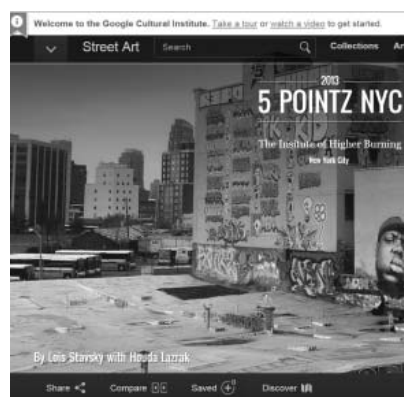 Welcome to the Google Cultural Institute. Take a tour or watch a video to get started.
Street Art Search Collections Ar
2013
5 POINTZ NYC
The Insitute of Higher Burning
New York City
By Lois Stavsky with Houda Lazrak
Share Compare Saved Discover